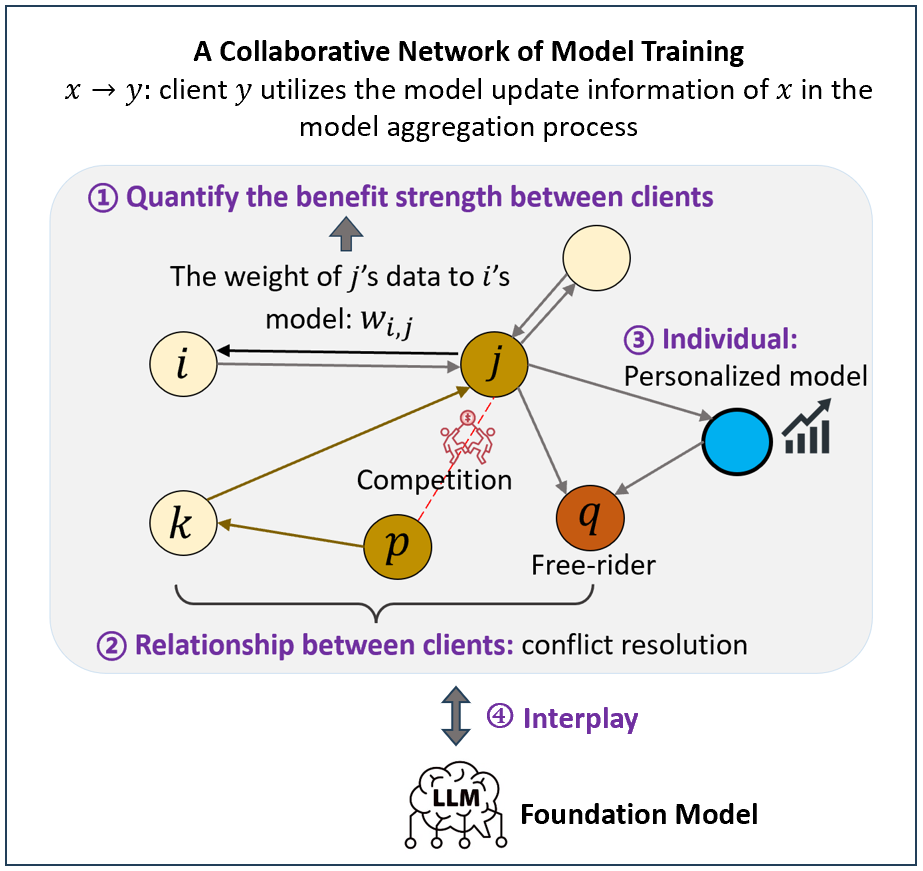 A Collaborative Network of Model Training
x → y: client y utilizes the model update information of x in the
model aggregation process
① Quantify the benefit strength between clients
The weight of j's data to i's
model: w_{i,j}
i
j
③ Individual:
Personalized model
Competition
k
p
q
Free-rider
② Relationship between clients: conflict resolution
④ Interplay
LLM
Foundation Model